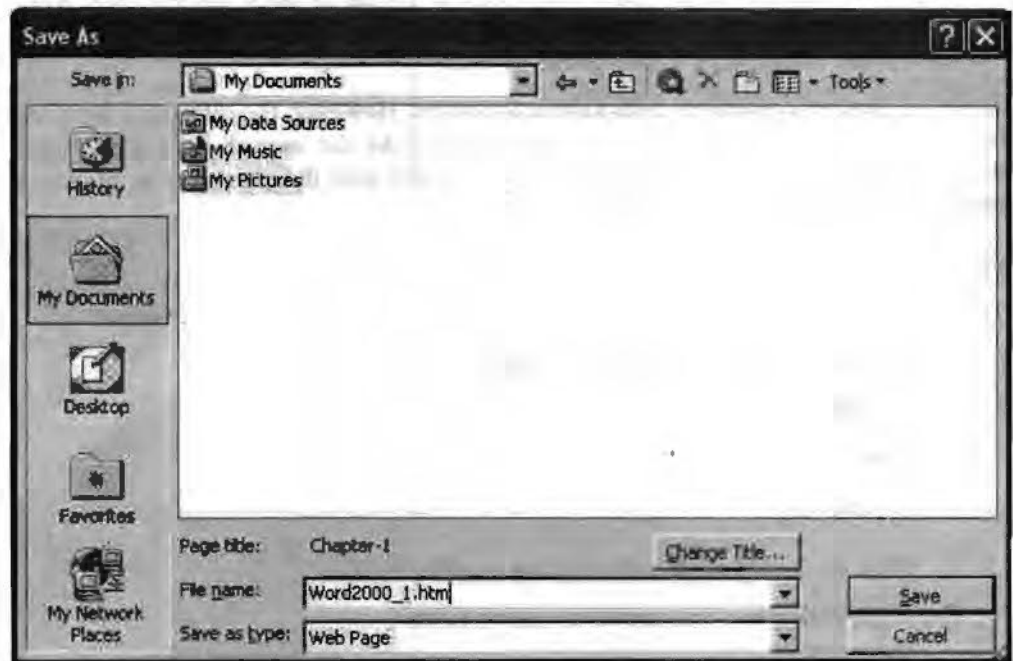 Save As
Save in:
My Documents
Tools
My Data Sources
My Music
My Pictures
History
My Documents
Desktop
Favorites
My Network
Places
Page title:
Chapter-1
Change Title...
File name:
Word2000_1.htm
Save
Save as type:
Web Page
Cancel